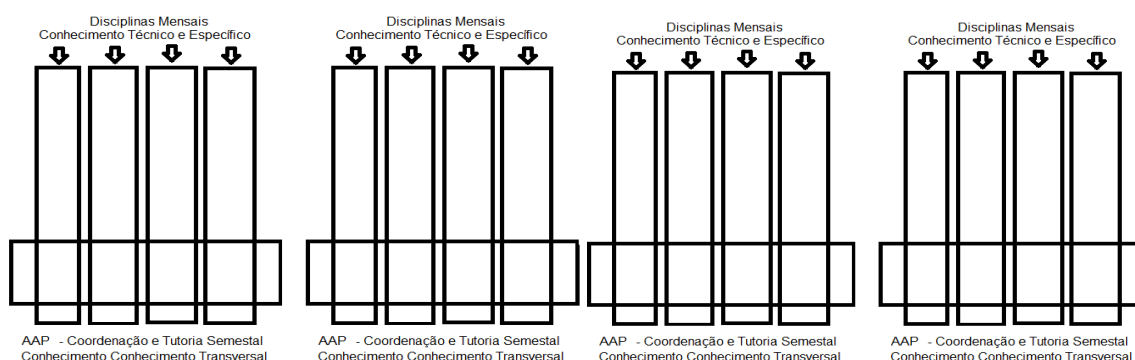 Disciplinas Mensais
Conhecimento Técnico e Específico
AAP - Coordenação e Tutoria Semestal
Conhecimento Conhecimento Transversal
Disciplinas Mensais
Conhecimento Técnico e Específico
AAP - Coordenação e Tutoria Semestal
Conhecimento Conhecimento Transversal
Disciplinas Mensais
Conhecimento Técnico e Específico
AAP - Coordenação e Tutoria Semestal
Conhecimento Conhecimento Transversal
Disciplinas Mensais
Conhecimento Técnico e Específico
AAP - Coordenação e Tutoria Semestal
Conhecimento Conhecimento Transversal